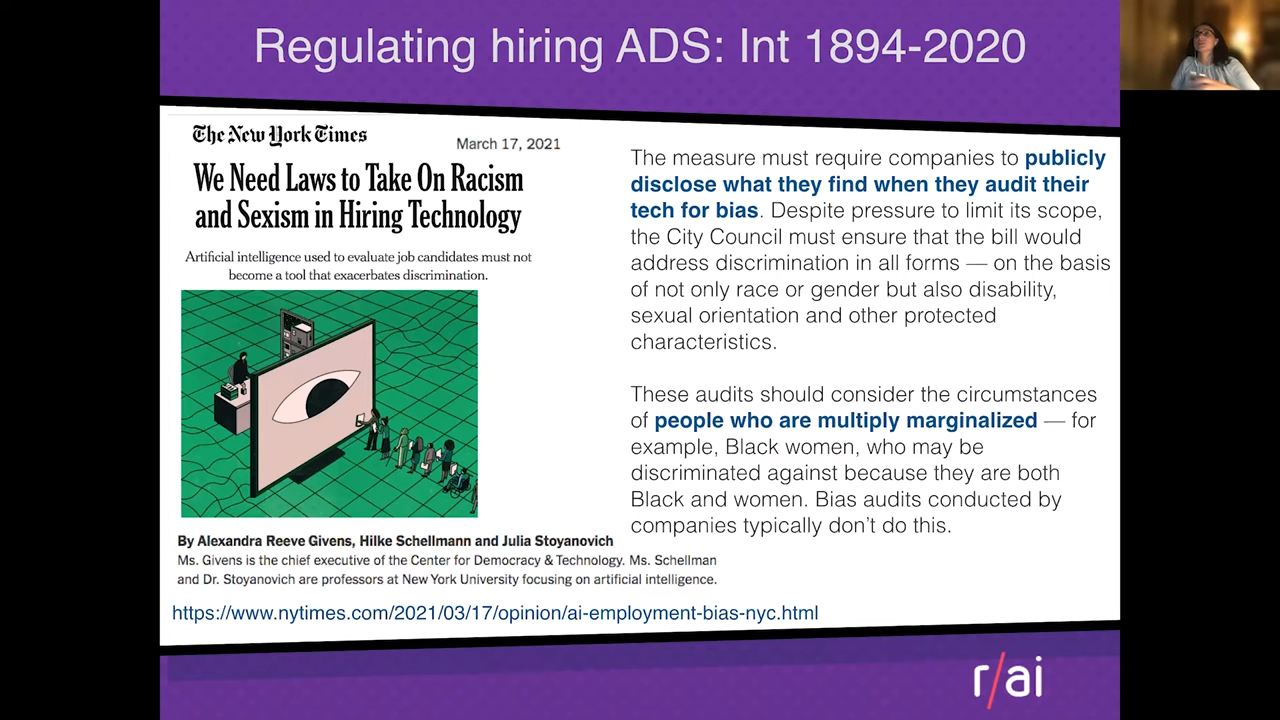 Regulating hiring ADS: Int 1894-2020
The New York Times
March 17, 2021
We Need Laws to Take On Racism
and Sexism in Hiring Technology
Artificial intelligence used to evaluate job candidates must not
become a tool that exacerbates discrimination.
By Alexandra Reeve Givens, Hilke Schellmann and Julia Stoyanovich
Ms. Givens is the chief executive of the Center for Democracy & Technology. Ms. Schellman
and Dr. Stoyanovich are professors at New York University focusing on artificial intelligence.
https://www.nytimes.com/2021/03/17/opinion/ai-employment-bias-nyc.html
The measure must require companies to publicly
disclose what they find when they audit their
tech for bias. Despite pressure to limit its scope,
the City Council must ensure that the bill would
address discrimination in all forms — on the basis
of not only race or gender but also disability,
sexual orientation and other protected
characteristics.
These audits should consider the circumstances
of people who are multiply marginalized — for
example, Black women, who may be
discriminated against because they are both
Black and women. Bias audits conducted by
companies typically don't do this.
r/ai